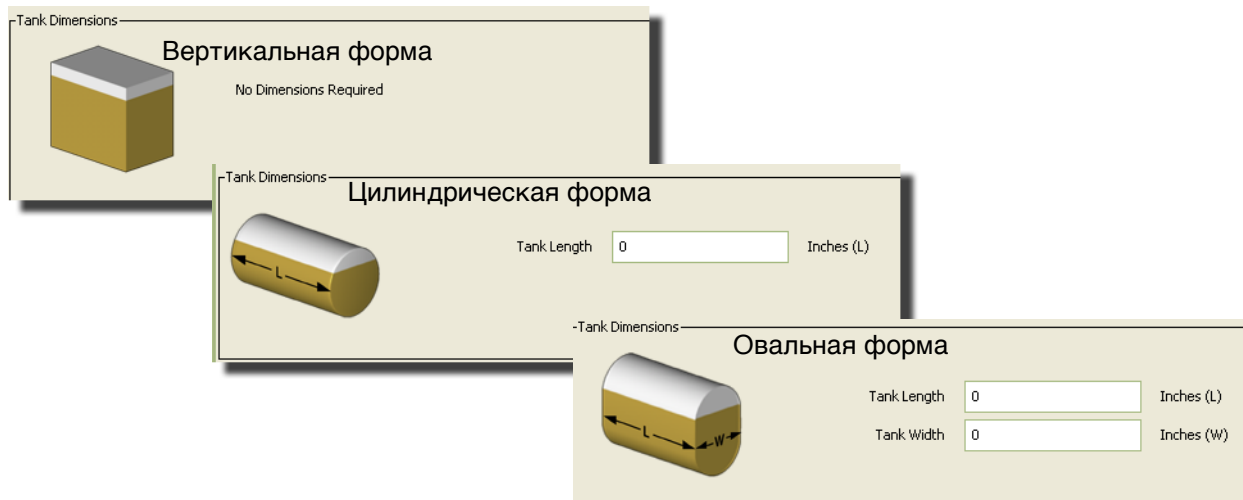 Tank Dimensions
Вертикальная форма
No Dimensions Required
Tank Dimensions
Цилиндрическая форма
Tank Length 0 Inches (L)
L
Tank Dimensions
Овальная форма
Tank Length 0 Inches (L)
L W
Tank Width 0 Inches (W)